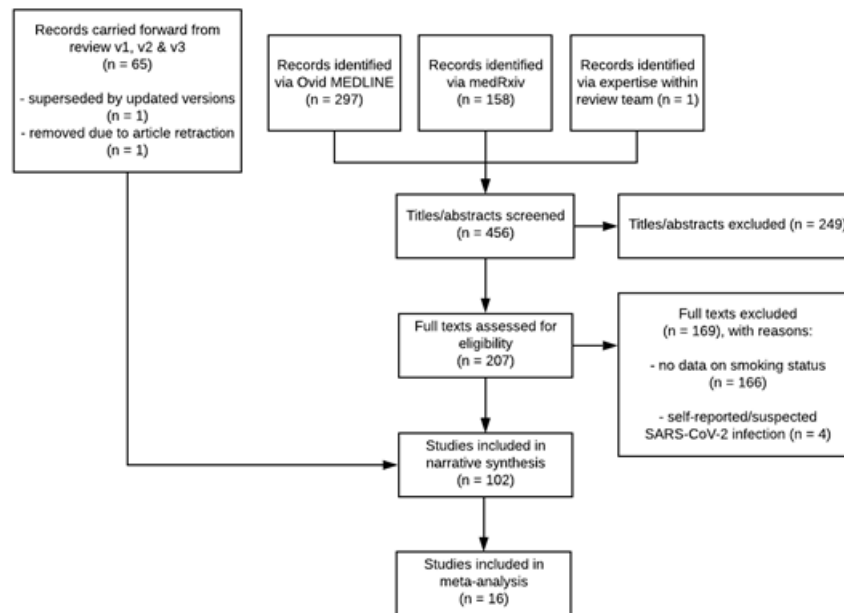 Records carried forward from
review v1, v2 & v3
(n = 65)
- superseded by updated versions
(n = 1)
- removed due to article retraction
(n = 1)
Records identified
via Ovid MEDLINE
(n = 297)
Records identified
via medRxiv
(n = 158)
Records identified
via expertise within
review team (n = 1)
Titles/abstracts screened
(n = 456)
Titles/abstracts excluded (n = 249)
Full texts assessed for
eligibility
(n = 207)
Full texts excluded
(n = 169), with reasons:
- no data on smoking status
(n = 166)
- self-reported/suspected
SARS-CoV-2 infection (n = 4)
Studies included in
narrative synthesis
(n = 102)
Studies included in
meta-analysis
(n = 16)